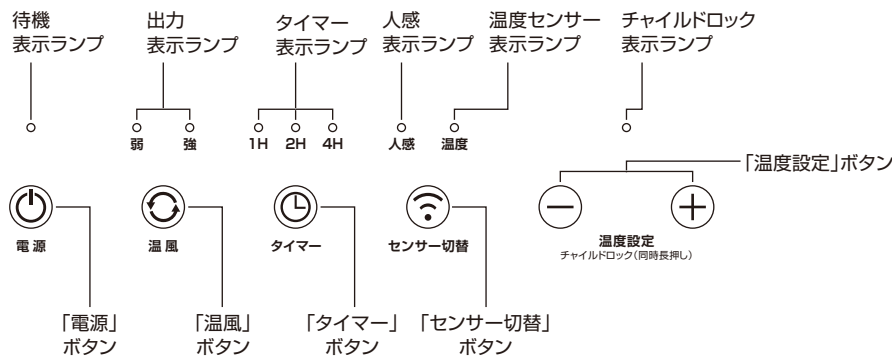 待機
表示ランプ
出力
表示ランプ
タイマー
表示ランプ
人感
表示ランプ
温度センサー
表示ランプ
チャイルドロック
表示ランプ
弱
強
1H
2H
4H
人感
温度
「温度設定」ボタン
電源
温風
タイマー
センサー切替
温度設定
チャイルドロック(同時長押し)
「電源」
ボタン
「温風」
ボタン
「タイマー」
ボタン
「センサー切替」
ボタン